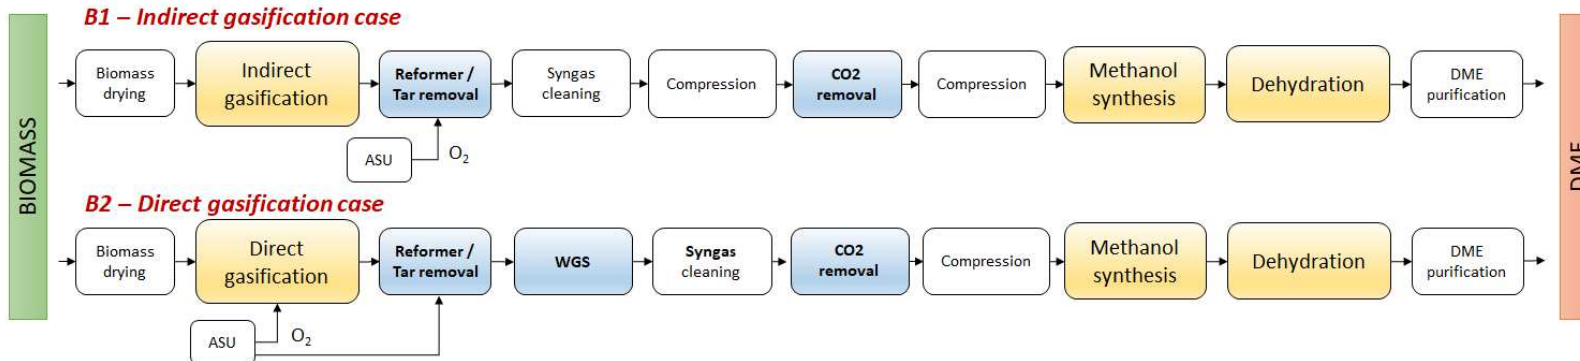 B1 – Indirect gasification case
BIOMASS
Biomass
drying
Indirect
gasification
Reformer /
Tar removal
Syngas
cleaning
Compression
CO2
removal
Compression
Methanol
synthesis
Dehydration
DME
purification
DME
ASU
O2
B2 – Direct gasification case
Biomass
drying
Direct
gasification
Reformer /
Tar removal
WGS
Syngas
cleaning
CO2
removal
Compression
Methanol
synthesis
Dehydration
DME
purification
ASU
O2